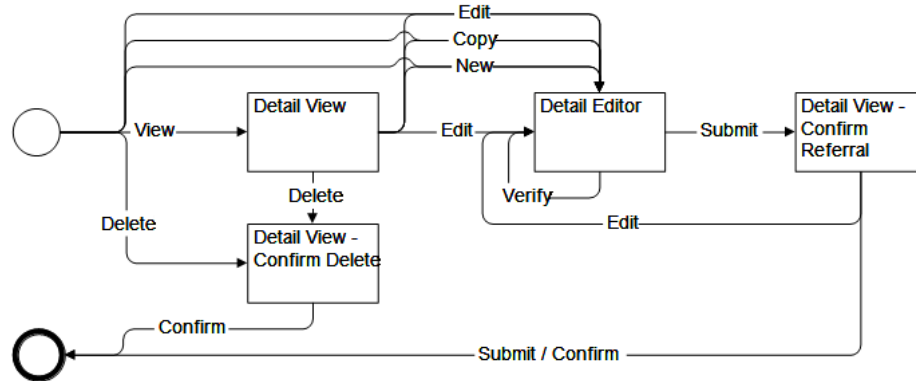 Edit
Copy
New
Detail View
Detail Editor
Detail View -
Confirm
Referral
View
Edit
Submit
Delete
Verify
Delete
Edit
Detail View -
Confirm Delete
Confirm
Submit / Confirm